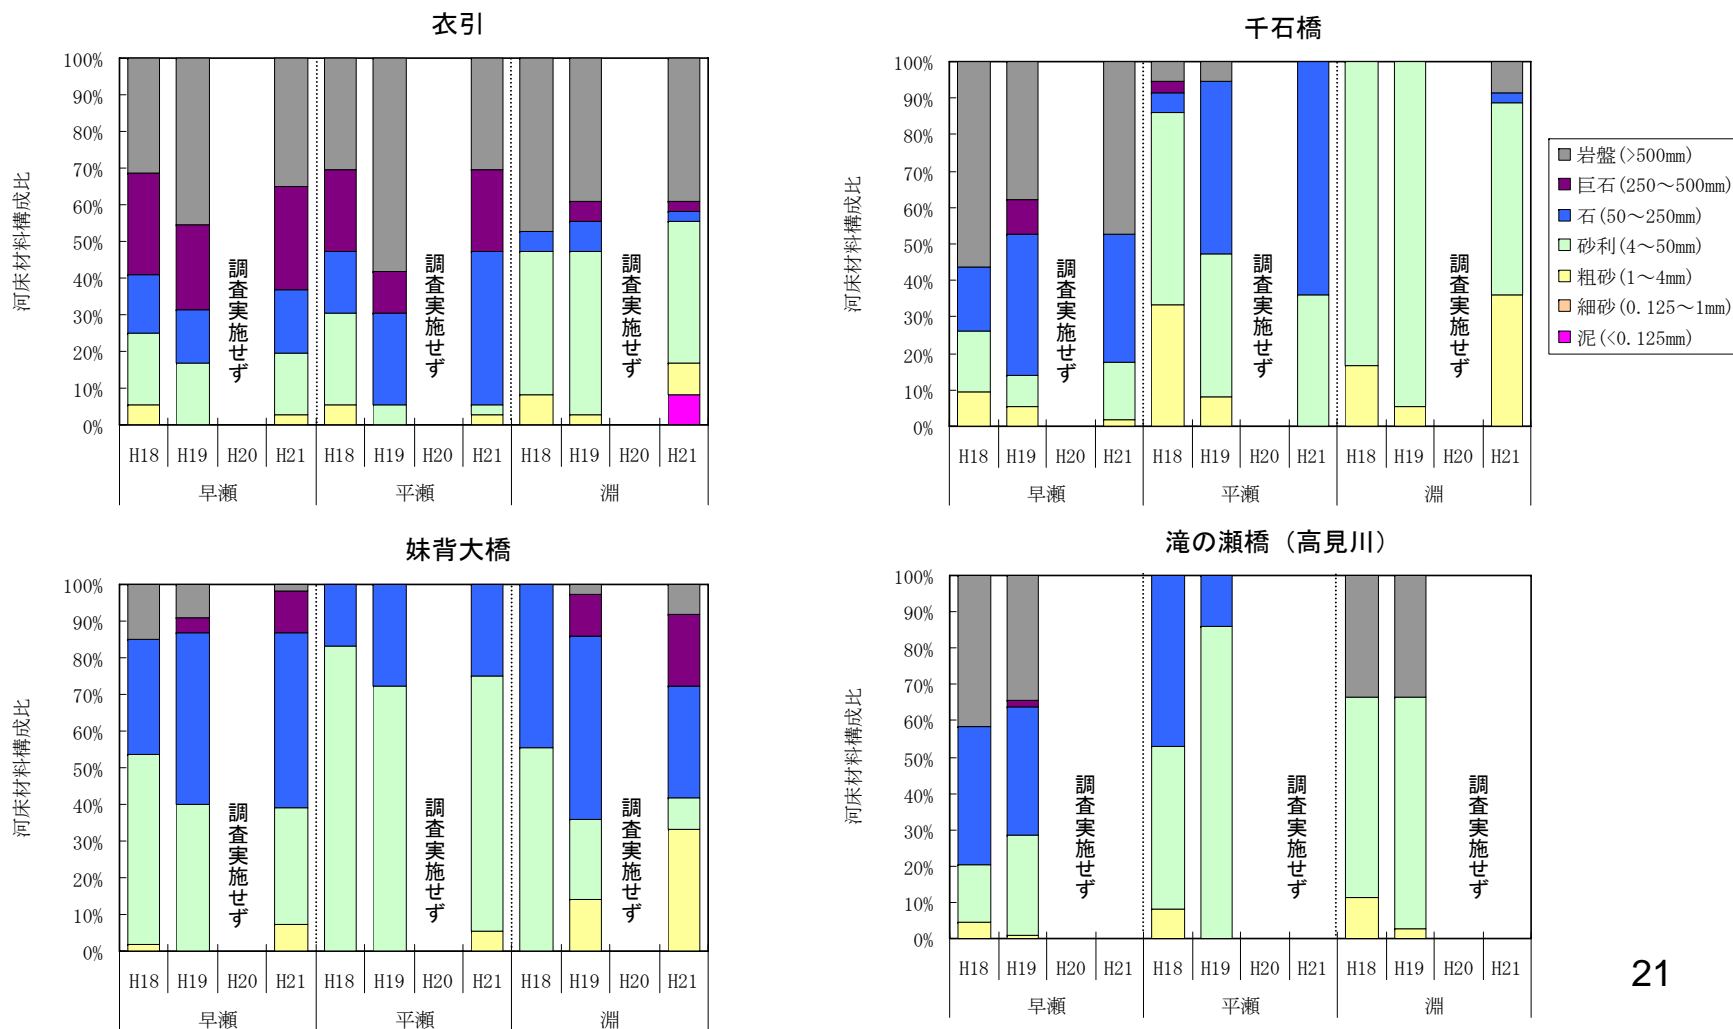 衣引
河床材料構成比
100%
90%
80%
70%
60%
50%
40%
30%
20%
10%
0%
調査実施せず
調査実施せず
調査実施せず
H18 H19 H20 H21 H18 H19 H20 H21 H18 H19 H20 H21
早瀬 平瀬 淵
千石橋
河床材料構成比
100%
90%
80%
70%
60%
50%
40%
30%
20%
10%
0%
調査実施せず
調査実施せず
調査実施せず
H18 H19 H20 H21 H18 H19 H20 H21 H18 H19 H20 H21
早瀬 平瀬 淵
岩盤(>500mm)
巨石(250～500mm)
石(50～250mm)
砂利(4～50mm)
粗砂(1～4mm)
細砂(0.125～1mm)
泥(<0.125mm)
妹背大橋
河床材料構成比
100%
90%
80%
70%
60%
50%
40%
30%
20%
10%
0%
調査実施せず
調査実施せず
調査実施せず
H18 H19 H20 H21 H18 H19 H20 H21 H18 H19 H20 H21
早瀬 平瀬 淵
滝の瀬橋（高見川）
河床材料構成比
100%
90%
80%
70%
60%
50%
40%
30%
20%
10%
0%
調査実施せず
調査実施せず
調査実施せず
H18 H19 H20 H21 H18 H19 H20 H21 H18 H19 H20 H21
早瀬 平瀬 淵
21